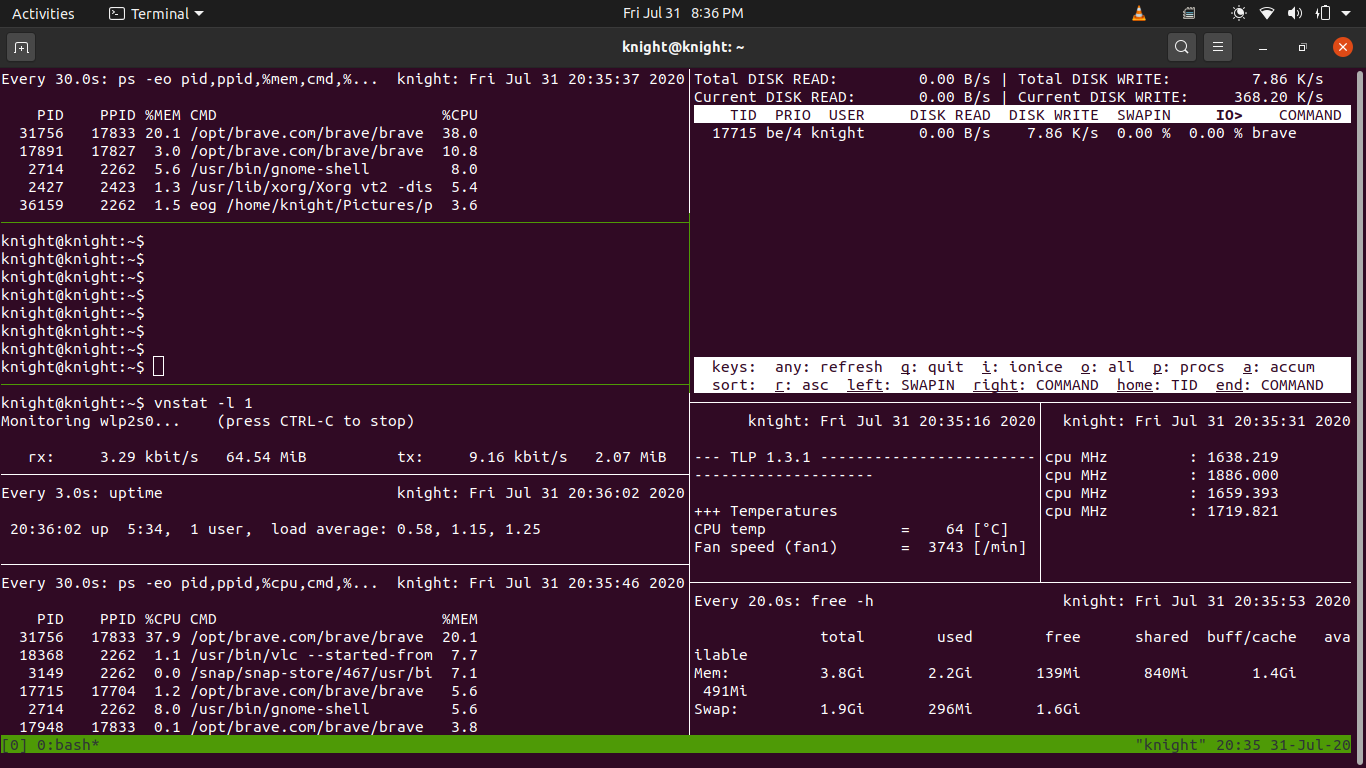 Activities Terminal Fri Jul 31 8:36 PM
knight@knight: ~
Every 30.0s: ps -eo pid,ppid,%mem,cmd,%... knight: Fri Jul 31 20:35:37 2020
PID PPID %MEM CMD %CPU
31756 17833 20.1 /opt/brave.com/brave/brave 38.0
17891 17827 3.0 /opt/brave.com/brave/brave 10.8
2714 2262 5.6 /usr/bin/gnome-shell 8.0
2427 2423 1.3 /usr/lib/xorg/Xorg vt2 -dis 5.4
36159 2262 1.5 eog /home/knight/Pictures/p 3.6
knight@knight:~$
knight@knight:~$
knight@knight:~$
knight@knight:~$
knight@knight:~$
knight@knight:~$
knight@knight:~$
knight@knight:~$
knight@knight:~$ vnstat -l 1
Monitoring wlp2s0... (press CTRL-C to stop)
rx: 3.29 kbit/s 64.54 MiB tx: 9.16 kbit/s 2.07 MiB
Every 3.0s: uptime knight: Fri Jul 31 20:36:02 2020
20:36:02 up 5:34, 1 user, load average: 0.58, 1.15, 1.25
Every 30.0s: ps -eo pid,ppid,%cpu,cmd,%... knight: Fri Jul 31 20:35:46 2020
PID PPID %CPU CMD %MEM
31756 17833 37.9 /opt/brave.com/brave/brave 20.1
18368 2262 1.1 /usr/bin/vlc --started-from 7.7
3149 2262 0.0 /snap/snap-store/467/usr/bi 7.1
17715 17704 1.2 /opt/brave.com/brave/brave 5.6
2714 2262 8.0 /usr/bin/gnome-shell 5.6
17948 17833 0.1 /opt/brave.com/brave/brave 3.8
Total DISK READ: 0.00 B/s | Total DISK WRITE: 7.86 K/s
Current DISK READ: 0.00 B/s | Current DISK WRITE: 368.20 K/s
TID PRIO USER DISK READ DISK WRITE SWAPIN IO> COMMAND
17715 be/4 knight 0.00 B/s 7.86 K/s 0.00 % 0.00 % brave
keys: any: refresh q: quit i: ionice o: all p: procs a: accum
sort: r: asc left: SWAPIN right: COMMAND home: TID end: COMMAND
knight: Fri Jul 31 20:35:16 2020
--- TLP 1.3.1 ------------------------
--------------------
+++ Temperatures
CPU temp = 64 [°C]
Fan speed (fan1) = 3743 [/min]
knight: Fri Jul 31 20:35:31 2020
cpu MHz : 1638.219
cpu MHz : 1886.000
cpu MHz : 1659.393
cpu MHz : 1719.821
Every 20.0s: free -h knight: Fri Jul 31 20:35:53 2020
total used free shared buff/cache ava
ilable
Mem: 3.8Gi 2.2Gi 139Mi 840Mi 1.4Gi
491Mi
Swap: 1.9Gi 296Mi 1.6Gi
[0] 0:bash* "knight" 20:35 31-Jul-20